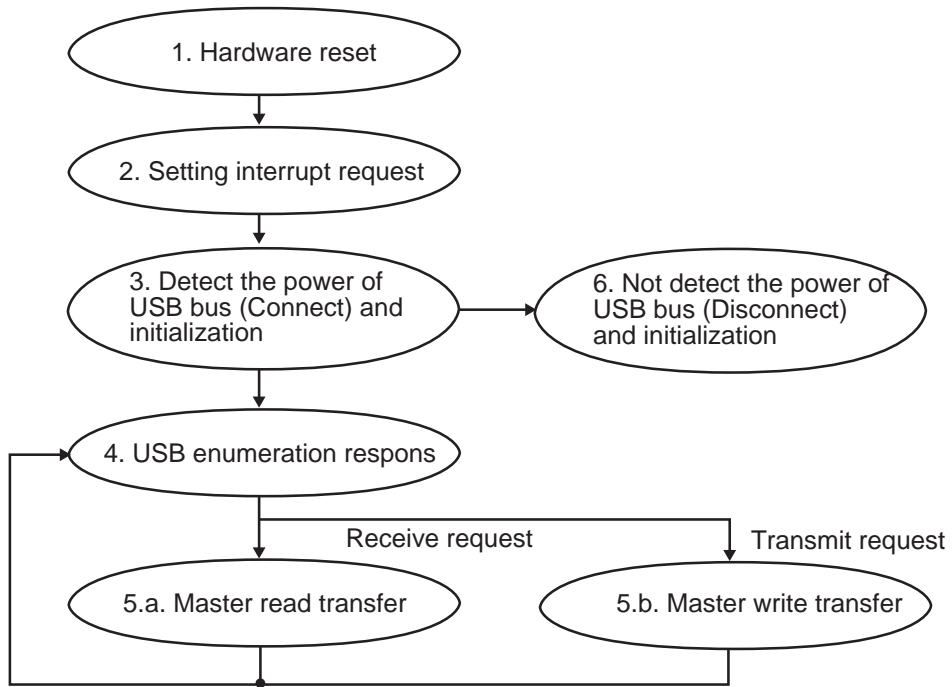 1. Hardware reset
2. Setting interrupt request
3. Detect the power of
USB bus (Connect) and
initialization
6. Not detect the power of
USB bus (Disconnect)
and initialization
4. USB enumeration respons
Receive request
Transmit request
5.a. Master read transfer
5.b. Master write transfer